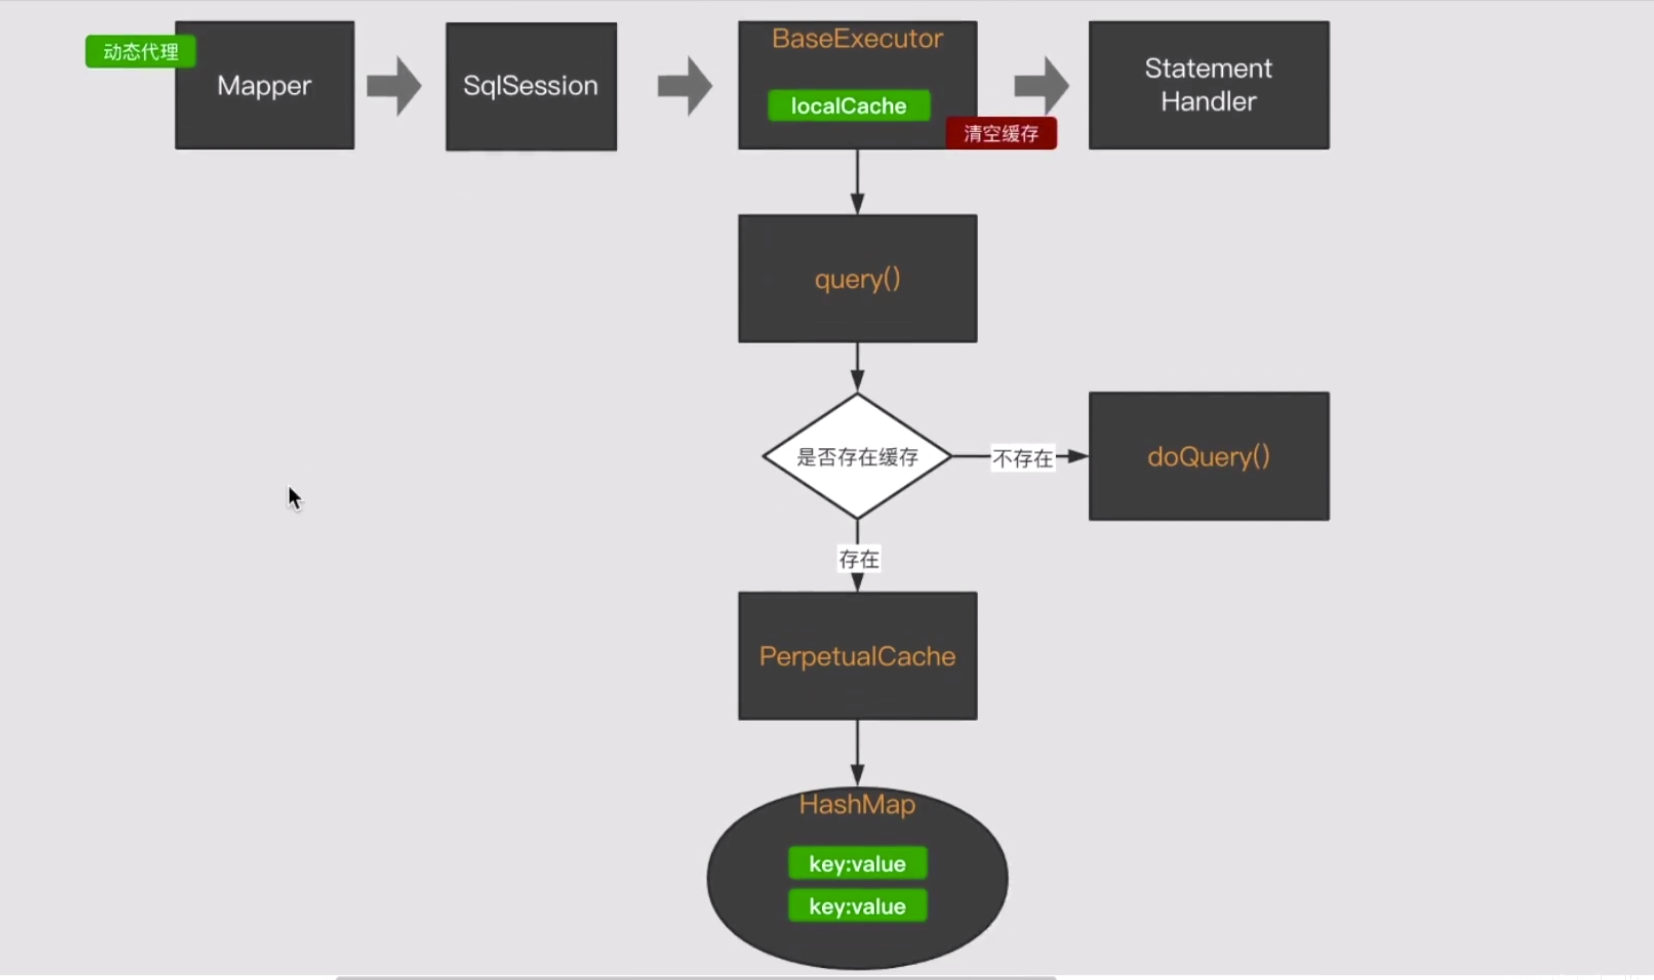 动态代理
Mapper
SqlSession
BaseExecutor
localCache
清空缓存
Statement
Handler
query()
是否存在缓存
不存在
doQuery()
存在
PerpetualCache
HashMap
key:value
key:value